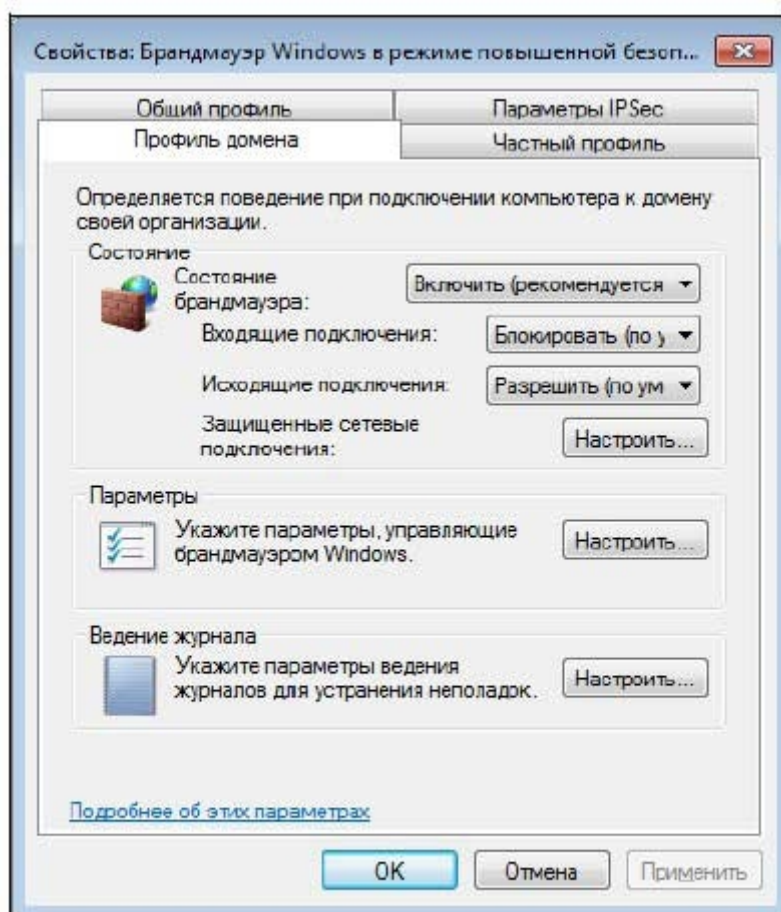 Свойства: Брандмауэр Windows в режиме повышенной безоп...
Общий профиль
Параметры IPSec
Профиль домена
Частный профиль
Определяется поведение при подключении компьютера к домену
своей организации.
Состояние
Состояние
брандмауэра:
Включить (рекомендуется
Входящие подключения:
Блокировать (по у
Исходящие подключения:
Разрешить (по ум
Защищенные сетевые
подключения:
Настроить...
Параметры
Укажите параметры, управляющие
брандмауэром Windows.
Настроить...
Ведение журнала
Укажите параметры ведения
журналов для устранения неполадок.
Настроить...
Подробнее об этих параметрах
ОК
Отмена
Применить